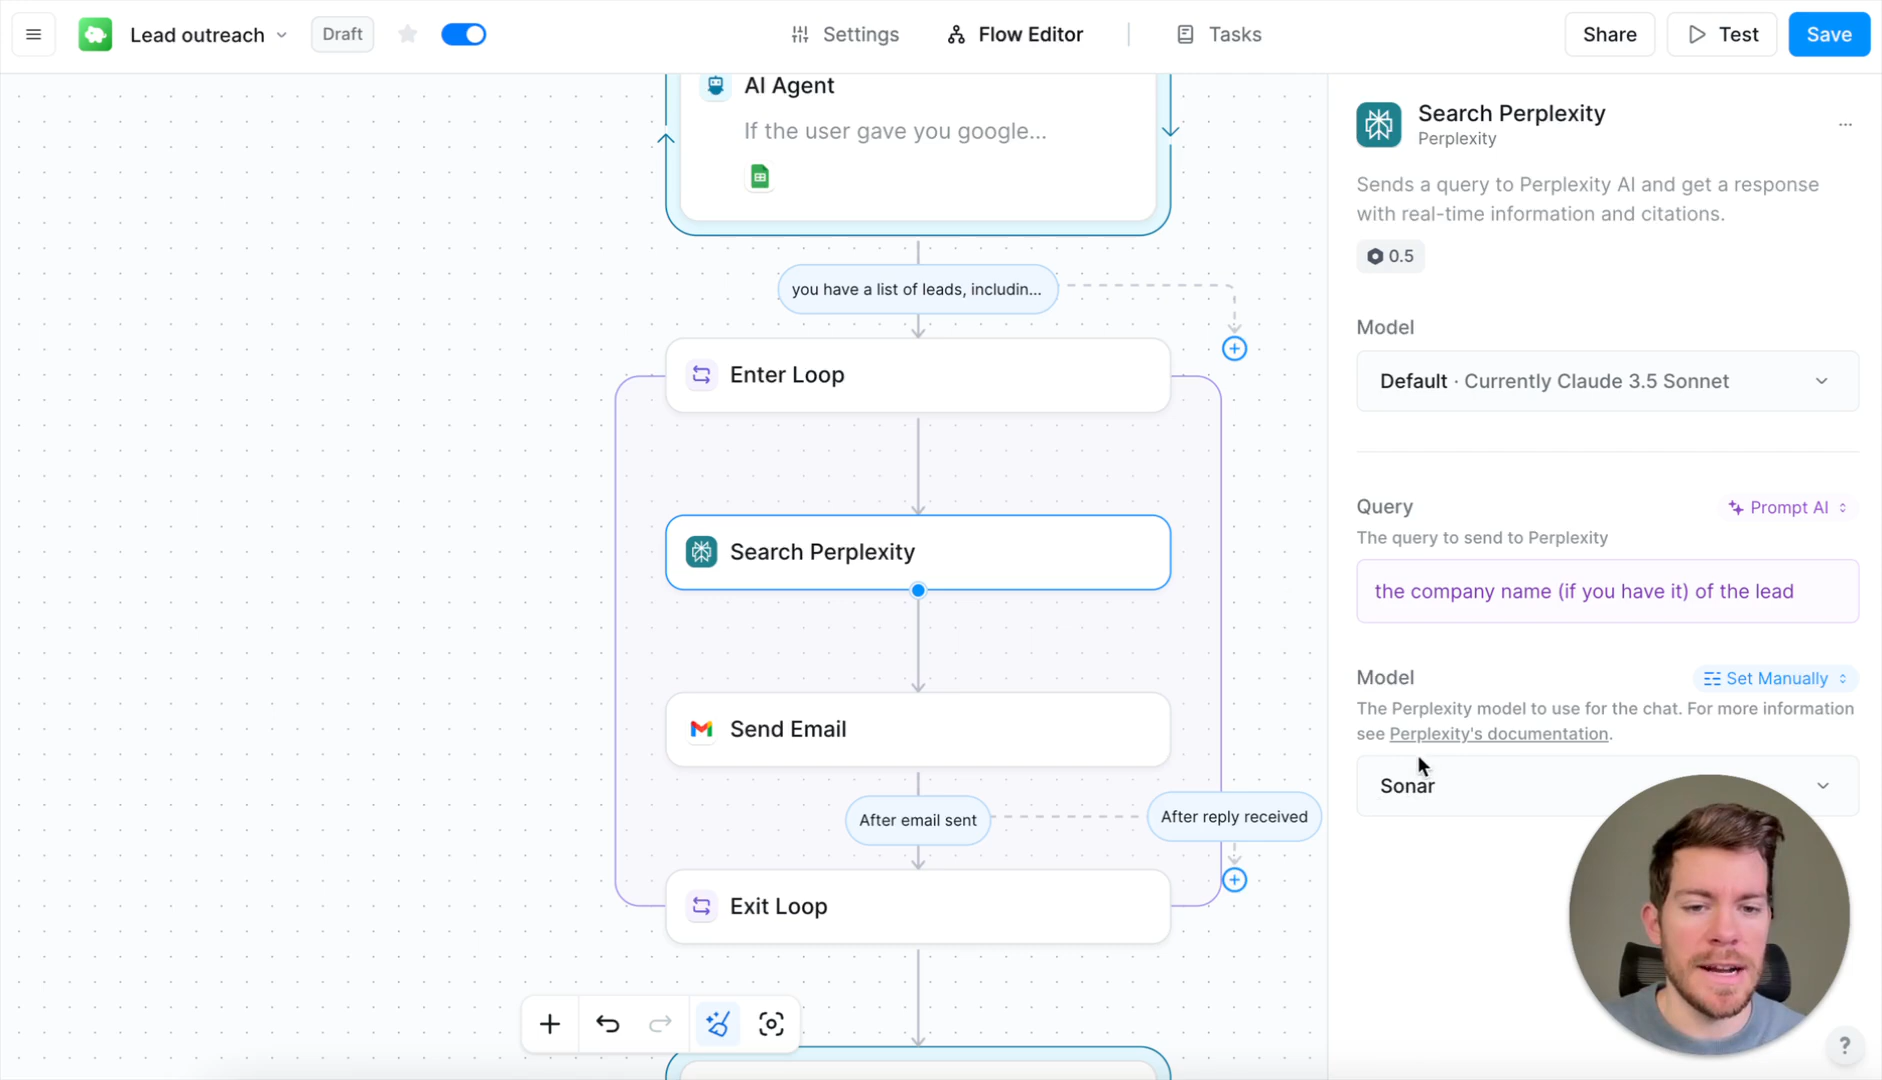 Lead outreach
Draft
Settings
Flow Editor
Tasks
Share
Test
Save
AI Agent
If the user gave you google...
you have a list of leads, includin...
Enter Loop
Search Perplexity
Send Email
After email sent
After reply received
Exit Loop
Search Perplexity
Perplexity
Sends a query to Perplexity AI and get a response
with real-time information and citations.
0.5
Model
Default · Currently Claude 3.5 Sonnet
Query
Prompt AI
The query to send to Perplexity
the company name (if you have it) of the lead
Model
Set Manually
The Perplexity model to use for the chat. For more information
see Perplexity's documentation.
Sonar
?